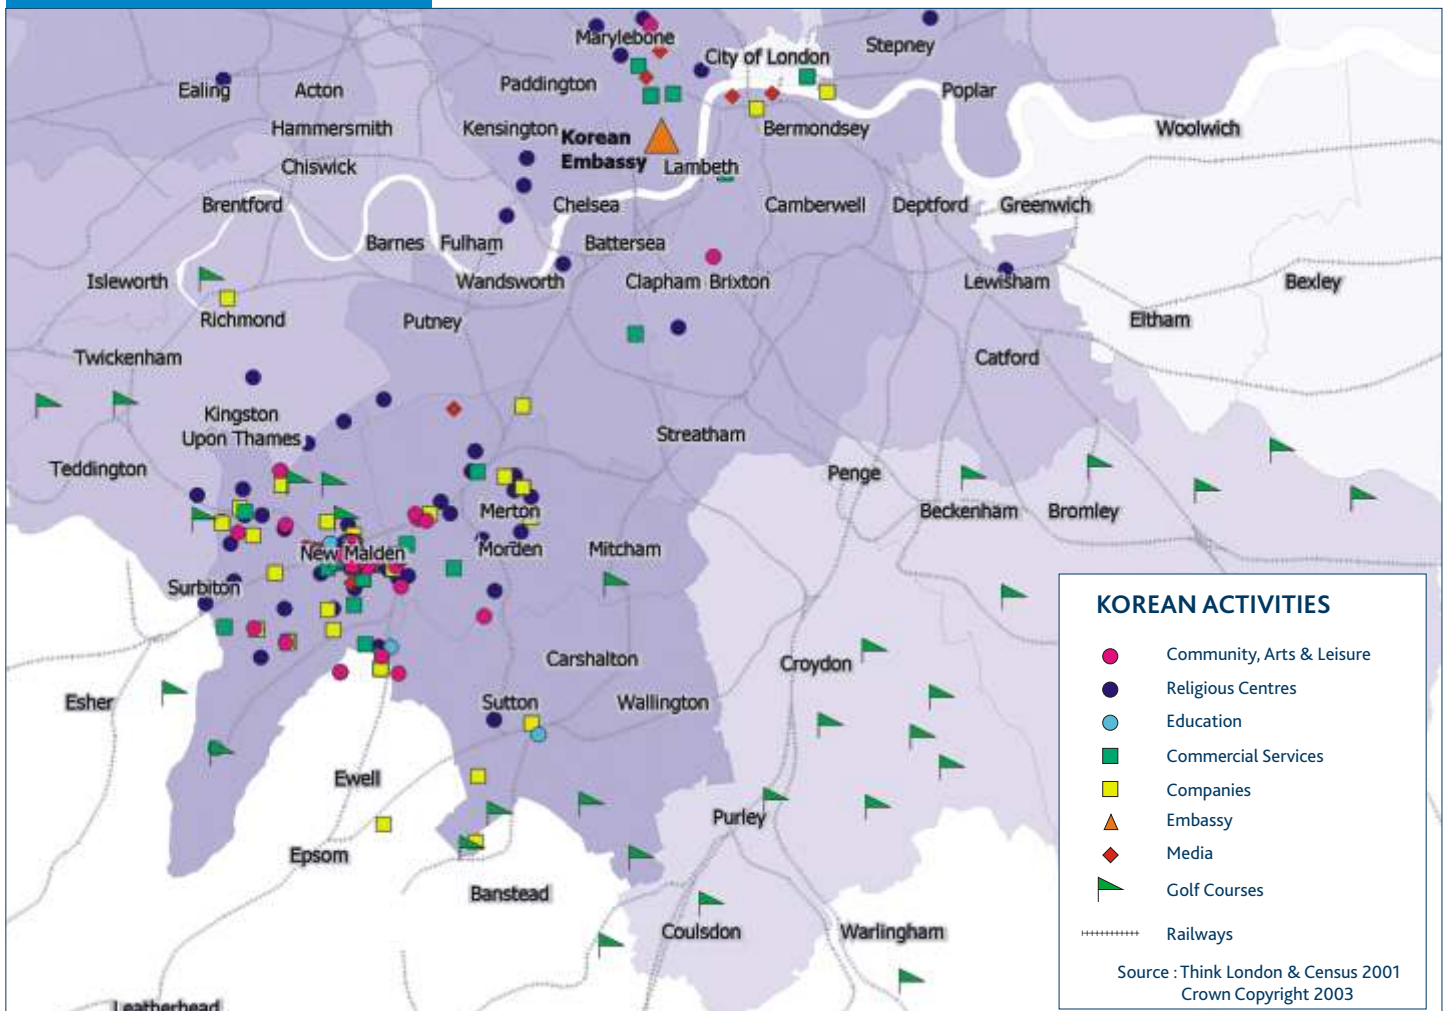 Marylebone
City of London
Stepney
Ealing
Acton
Paddington
Poplar
Hammersmith
Kensington
Korean
Embassy
Bermondsey
Woolwich
Chiswick
Lambeth
Brentford
Chelsea
Camberwell
Deptford
Greenwich
Barnes
Fulham
Battersea
Isleworth
Wandsworth
Clapham
Brixton
Lewisham
Bexley
Richmond
Putney
Eltham
Twickenham
Catford
Kingston
Upon Thames
Streatham
Teddington
Penge
Merton
Beckenham
Bromley
New Malden
Morden
Mitcham
Surbiton
Carshalton
Croydon
Esher
Sutton
Wallington
Ewell
Purley
Epsom
Banstead
Coulsdon
Warlingham
Leatherhead
KOREAN ACTIVITIES
Community, Arts & Leisure
Religious Centres
Education
Commercial Services
Companies
Embassy
Media
Golf Courses
Railways
Source : Think London & Census 2001
Crown Copyright 2003